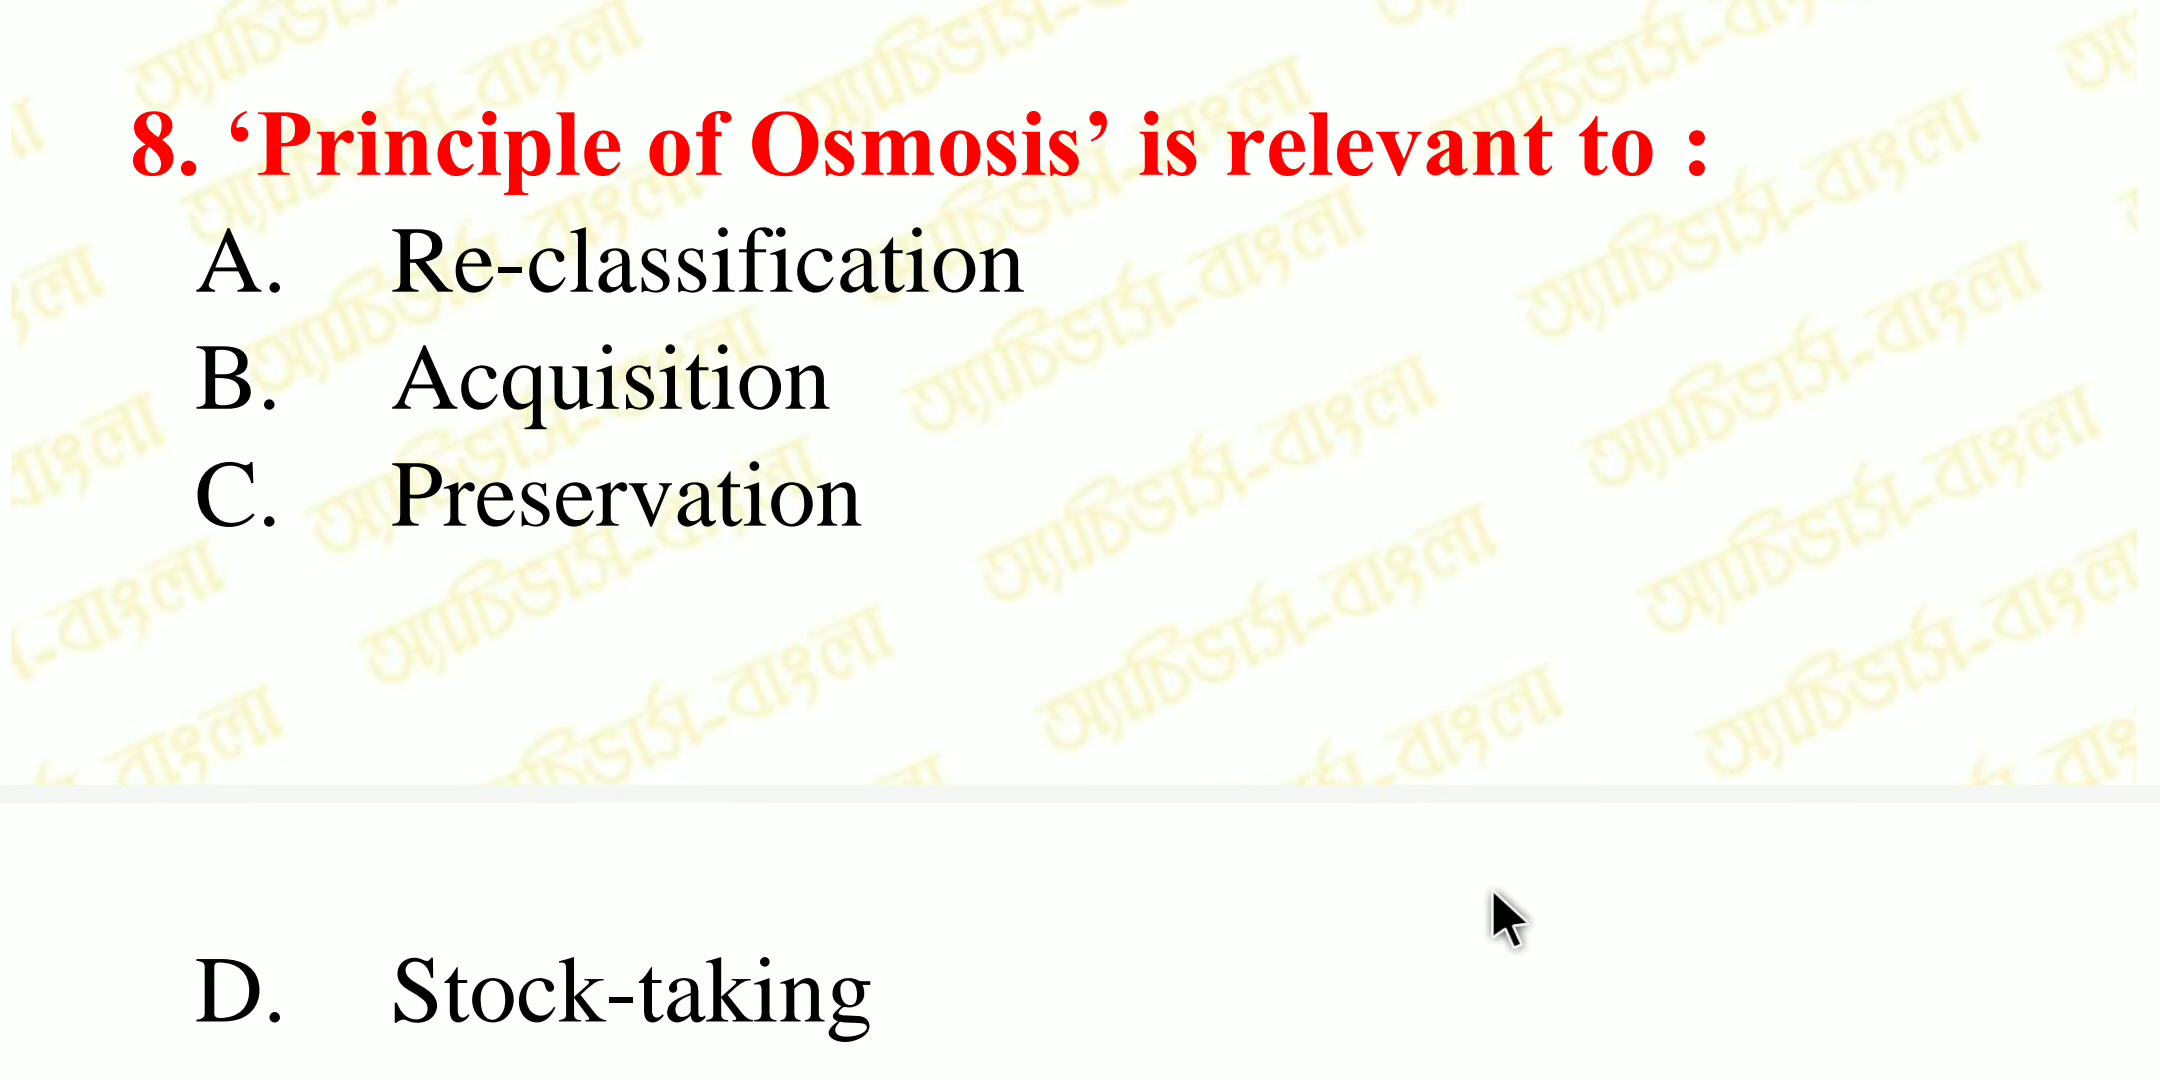 8. ‘Principle of Osmosis’ is relevant to :
A. Re-classification
B. Acquisition
C. Preservation
D. Stock-taking